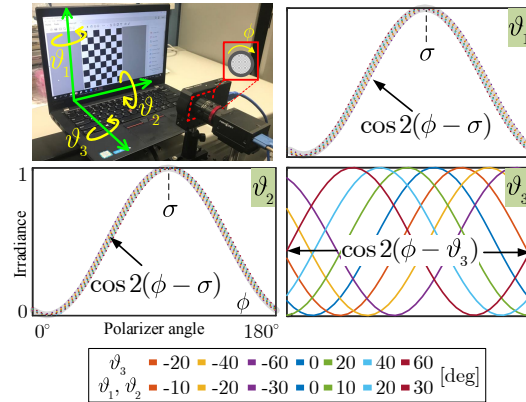 ϑ1
ϑ2
ϑ3
ϕ
ϑ1
σ
cos 2(ϕ − σ)
ϑ2
1
σ
cos 2(ϕ − σ)
Irradiance
0
ϕ
0° Polarizer angle 180°
ϑ3
cos 2(ϕ − ϑ3)
ϑ3 -20 -40 -60 0 20 40 60 [deg]
ϑ1, ϑ2 -10 -20 -30 0 10 20 30